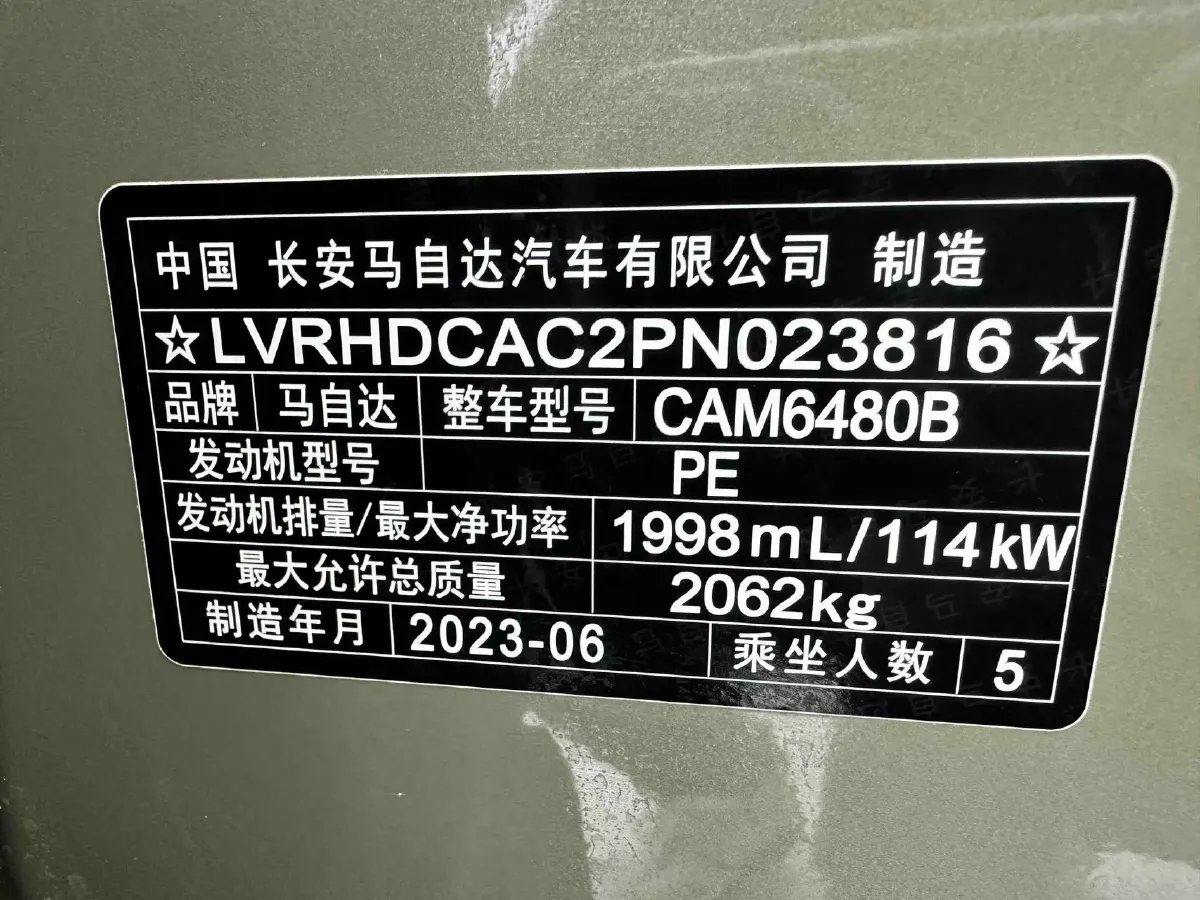 中国 长安马自达汽车有限公司 制造
☆LVRHDCAC2PN023816☆
品牌 马自达 整车型号 CAM6480B
发动机型号 PE
发动机排量/最大净功率 1998mL/114kW
最大允许总质量 2062kg
制造年月 2023-06 乘坐人数 5